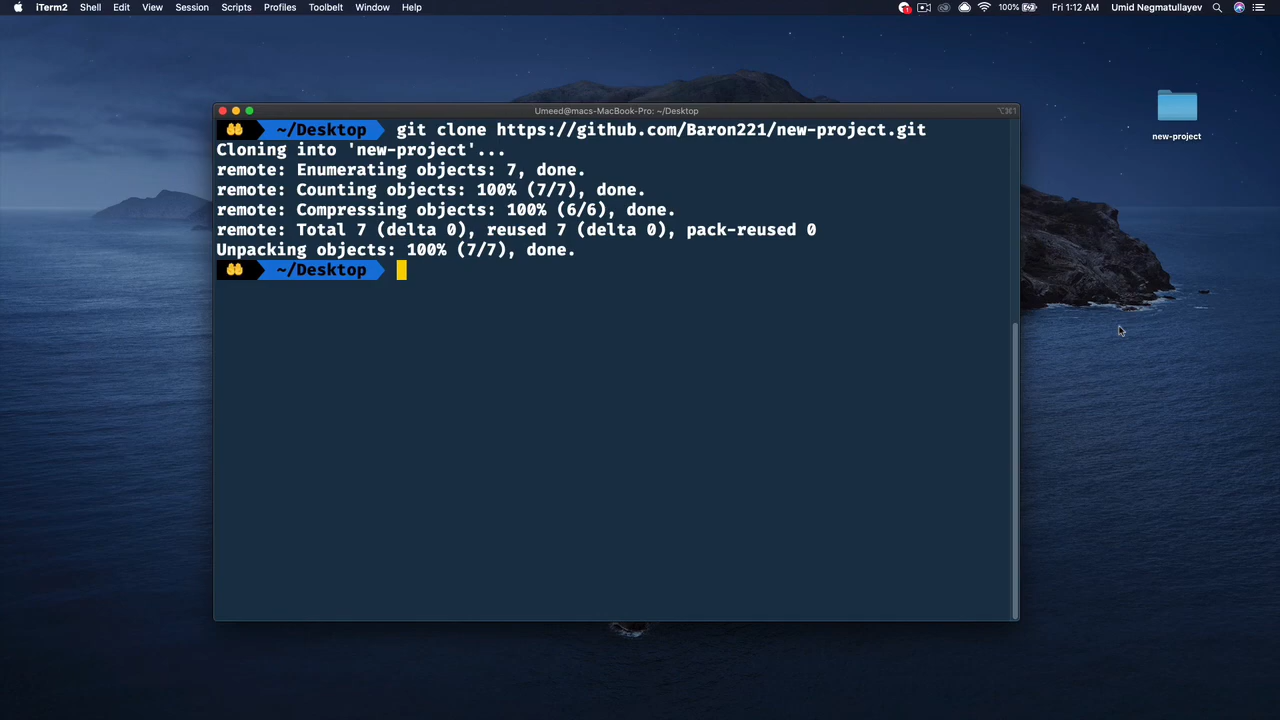 iTerm2 Shell Edit View Session Scripts Profiles Toolbelt Window Help 1 100% Fri 1:12 AM Umid Negmatullayev
Umeed@macs-MacBook-Pro: ~/Desktop ⌥⌘1
~/Desktop git clone https://github.com/Baron221/new-project.git
Cloning into 'new-project'...
remote: Enumerating objects: 7, done.
remote: Counting objects: 100% (7/7), done.
remote: Compressing objects: 100% (6/6), done.
remote: Total 7 (delta 0), reused 7 (delta 0), pack-reused 0
Unpacking objects: 100% (7/7), done.
~/Desktop
new-project